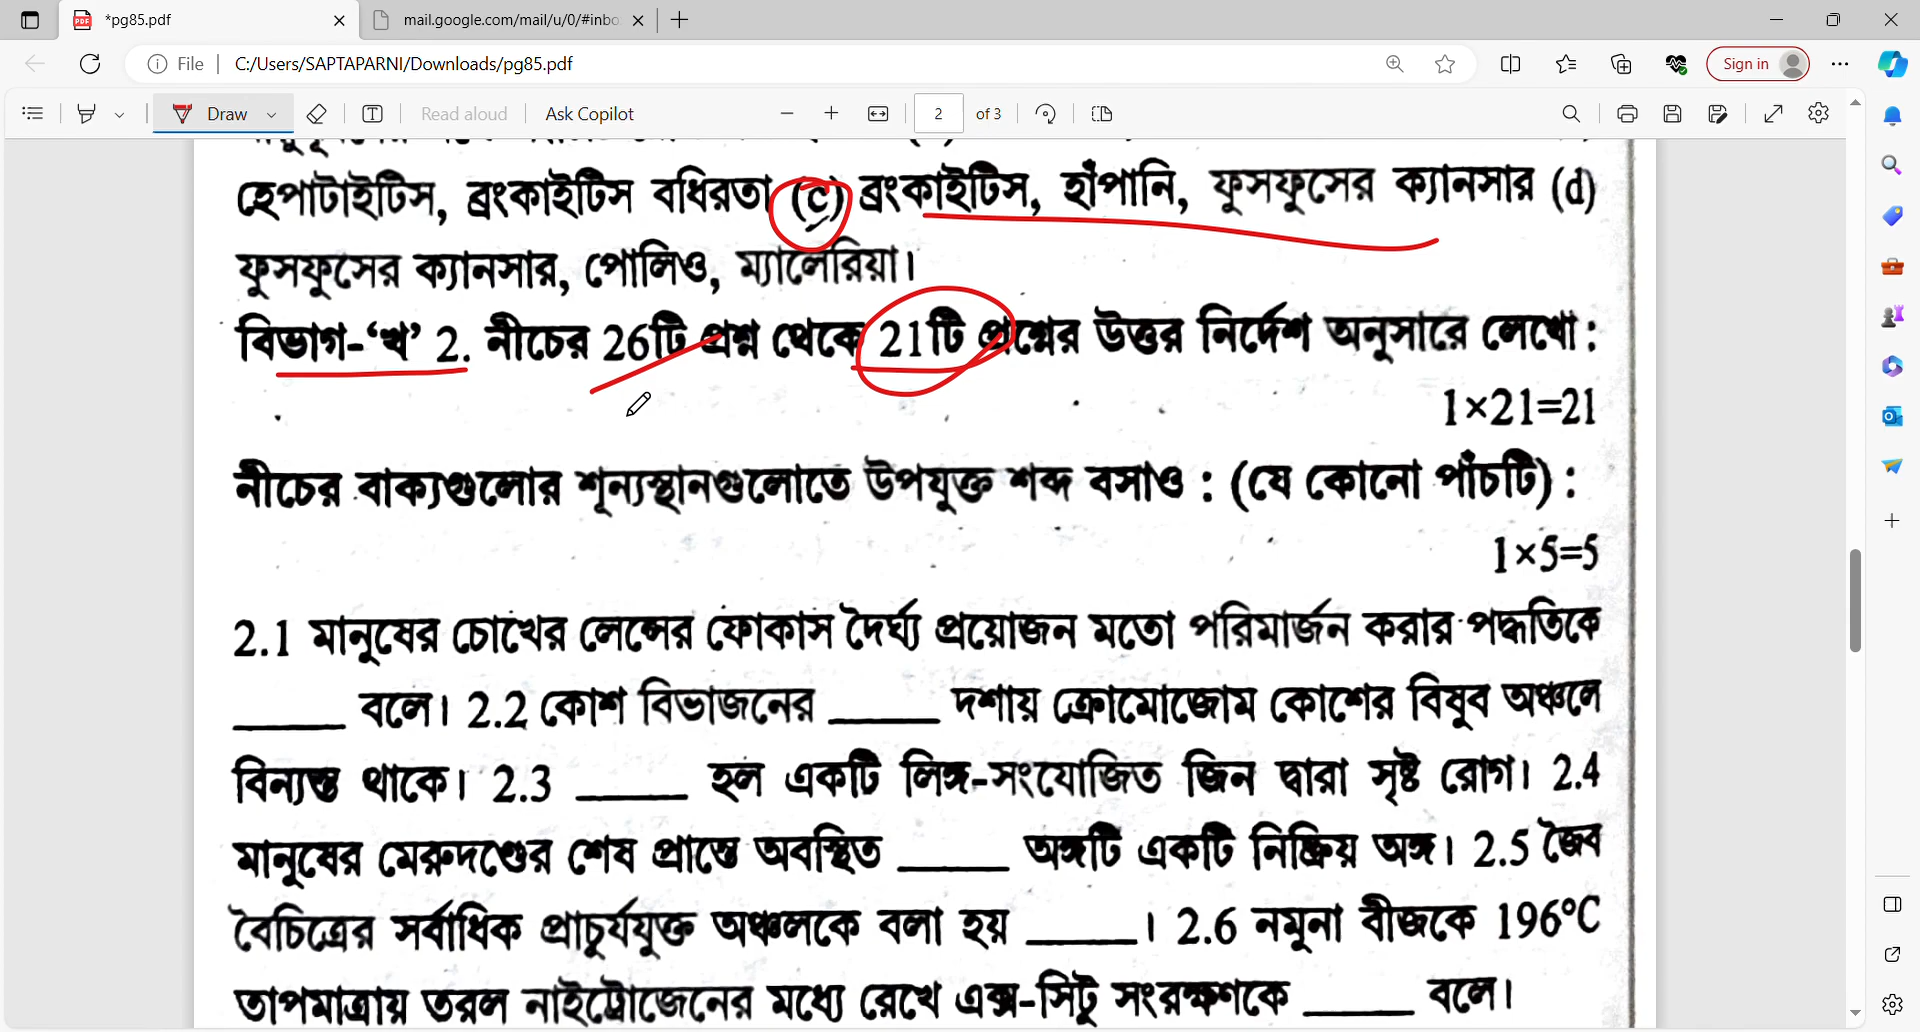 *pg85.pdf
mail.google.com/mail/u/0/#inbo
File
C:/Users/SAPTAPARNI/Downloads/pg85.pdf
Sign in
Draw
Read aloud
Ask Copilot
2
of 3
হেপাটাইটিস, ব্রংকাইটিস বধিরতা (c) ব্রংকাইটিস, হাঁপানি, ফুসফুসের ক্যানসার (d)
ফুসফুসের ক্যানসার, পোলিও, ম্যালেরিয়া।
বিভাগ-‘খ’ 2. নীচের 26টি প্রশ্ন থেকে 21টি প্রশ্নের উত্তর নির্দেশ অনুসারে লেখো :
1×21=21
নীচের বাক্যগুলোর শূন্যস্থানগুলোতে উপযুক্ত শব্দ বসাও : (যে কোনো পাঁচটি) :
1×5=5
2.1 মানুষের চোখের লেন্সের ফোকাস দৈর্ঘ্য প্রয়োজন মতো পরিমার্জন করার পদ্ধতিকে
_____ বলে। 2.2 কোশ বিভাজনের _____ দশায় ক্রোমোজোম কোশের বিষুব অঞ্চলে
বিন্যস্ত থাকে। 2.3 _____ হল একটি লিঙ্গ-সংযোজিত জিন দ্বারা সৃষ্ট রোগ। 2.4
মানুষের মেরুদণ্ডের শেষ প্রান্তে অবস্থিত _____ অঙ্গটি একটি নিষ্ক্রিয় অঙ্গ। 2.5 জৈব
বৈচিত্রের সর্বাধিক প্রাচুর্যযুক্ত অঞ্চলকে বলা হয় _____। 2.6 নমুনা বীজকে 196°C
তাপমাত্রায় তরল নাইট্রোজেনের মধ্যে রেখে এক্স-সিটু সংরক্ষণকে _____ বলে।